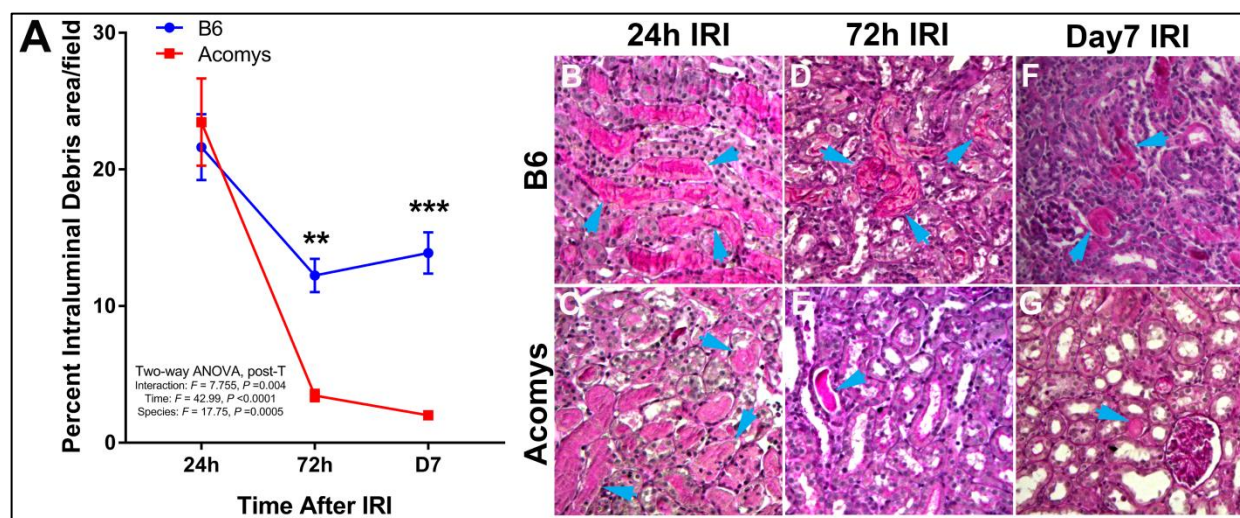 A
B6
Acomys
30
20
10
0
Percent Intraluminal Debris area/field
**
***
Two-way ANOVA, post-T
Interaction: F = 7.755, P =0.004
Time: F = 42.99, P <0.0001
Species: F = 17.75, P =0.0005
24h
72h
D7
Time After IRI
24h IRI
72h IRI
Day7 IRI
B6
B
D
F
Acomys
C
E
G